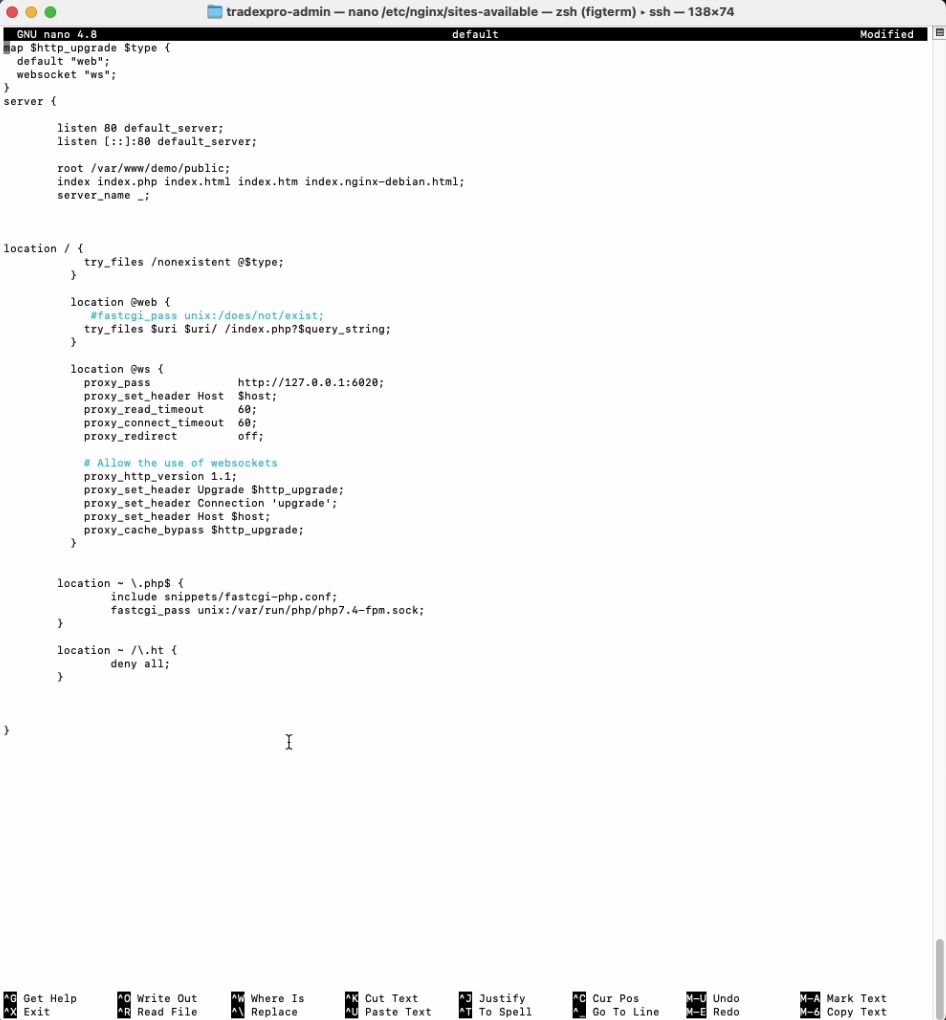 tradexpro-admin — nano /etc/nginx/sites-available — zsh (figterm) ▸ ssh — 138×74
GNU nano 4.8 default Modified
map $http_upgrade $type {
  default "web";
  websocket "ws";
}
server {

        listen 80 default_server;
        listen [::]:80 default_server;

        root /var/www/demo/public;
        index index.php index.html index.htm index.nginx-debian.html;
        server_name _;

location / {
            try_files /nonexistent @$type;
          }

          location @web {
             #fastcgi_pass unix:/does/not/exist;
            try_files $uri $uri/ /index.php?$query_string;
          }

          location @ws {
            proxy_pass             http://127.0.0.1:6020;
            proxy_set_header Host  $host;
            proxy_read_timeout     60;
            proxy_connect_timeout  60;
            proxy_redirect         off;

            # Allow the use of websockets
            proxy_http_version 1.1;
            proxy_set_header Upgrade $http_upgrade;
            proxy_set_header Connection 'upgrade';
            proxy_set_header Host $host;
            proxy_cache_bypass $http_upgrade;
          }

        location ~ \.php$ {
                include snippets/fastcgi-php.conf;
                fastcgi_pass unix:/var/run/php/php7.4-fpm.sock;
        }

        location ~ /\.ht {
                deny all;
        }

}
^G Get Help ^O Write Out ^W Where Is ^K Cut Text ^J Justify ^C Cur Pos M-U Undo M-A Mark Text
^X Exit ^R Read File ^\ Replace ^U Paste Text ^T To Spell ^_ Go To Line M-E Redo M-6 Copy Text